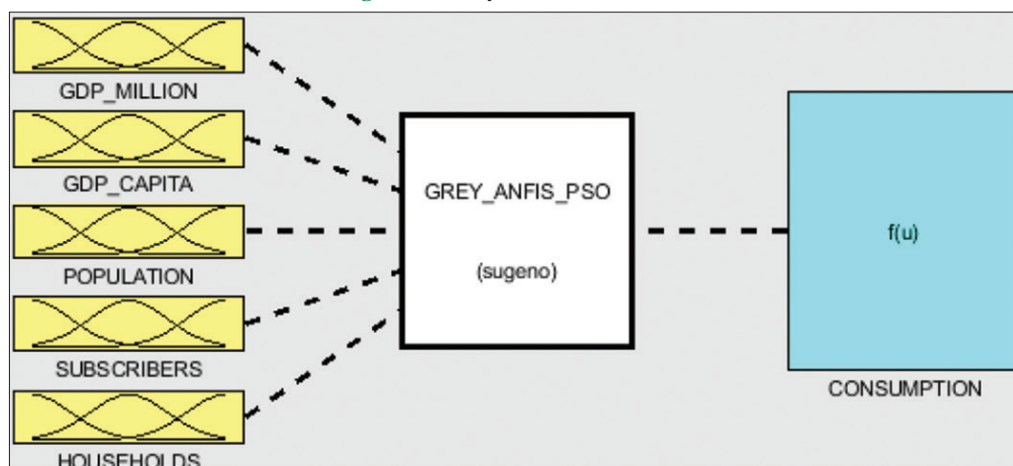 GDP_MILLION
GDP_CAPITA
POPULATION
SUBSCRIBERS
HOUSEHOLDS
GREY_ANFIS_PSO
(sugeno)
f(u)
CONSUMPTION